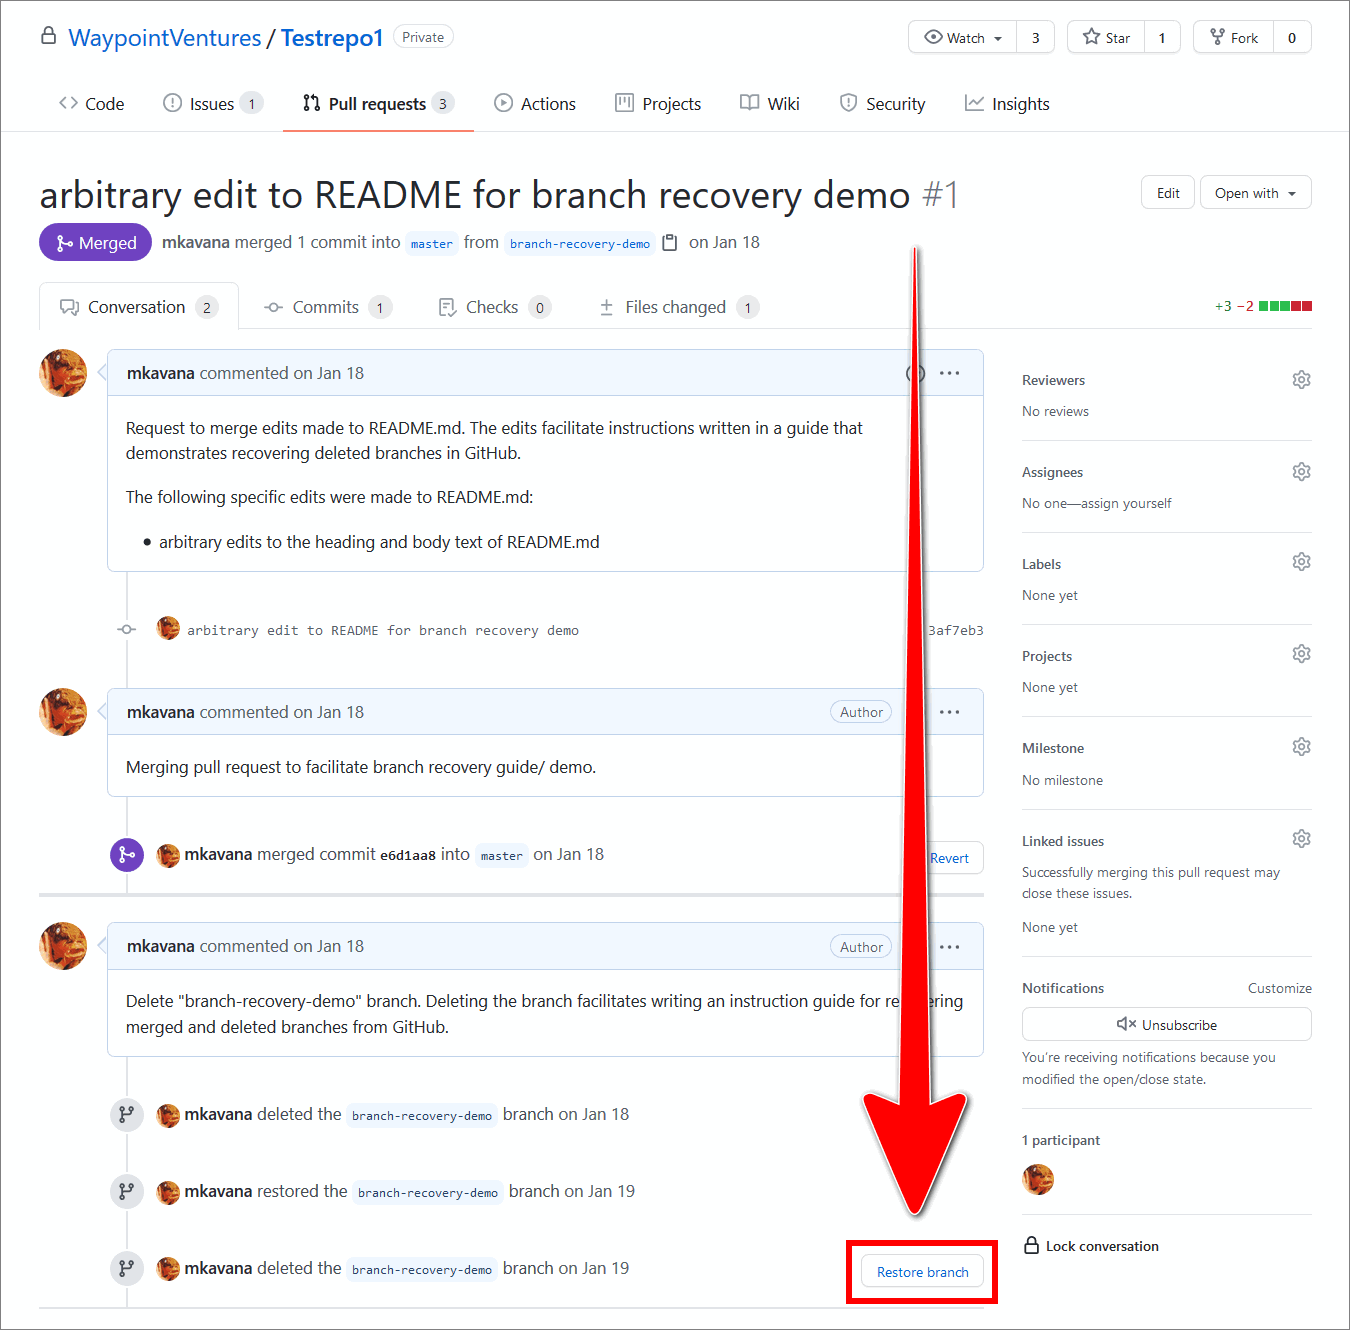 WaypointVentures / Testrepo1 Private
Watch 3 Star 1 Fork 0
Code Issues 1 Pull requests 3 Actions Projects Wiki Security Insights
arbitrary edit to README for branch recovery demo #1
Edit Open with
Merged mkavana merged 1 commit into master from branch-recovery-demo on Jan 18
Conversation 2 Commits 1 Checks 0 Files changed 1
+3 −2
mkavana commented on Jan 18
Request to merge edits made to README.md. The edits facilitate instructions written in a guide that
demonstrates recovering deleted branches in GitHub.
The following specific edits were made to README.md:
• arbitrary edits to the heading and body text of README.md
arbitrary edit to README for branch recovery demo
3af7eb3
mkavana commented on Jan 18
Author
Merging pull request to facilitate branch recovery guide/ demo.
mkavana merged commit e6d1aa8 into master on Jan 18
Revert
mkavana commented on Jan 18
Author
Delete "branch-recovery-demo" branch. Deleting the branch facilitates writing an instruction guide for
merged and deleted branches from GitHub.
mkavana deleted the branch-recovery-demo branch on Jan 18
mkavana restored the branch-recovery-demo branch on Jan 19
mkavana deleted the branch-recovery-demo branch on Jan 19
Restore branch
Reviewers
No reviews
Assignees
No one—assign yourself
Labels
None yet
Projects
None yet
Milestone
No milestone
Linked issues
Successfully merging this pull request may
close these issues.
None yet
Notifications Customize
Unsubscribe
You're receiving notifications because you
modified the open/close state.
1 participant
Lock conversation